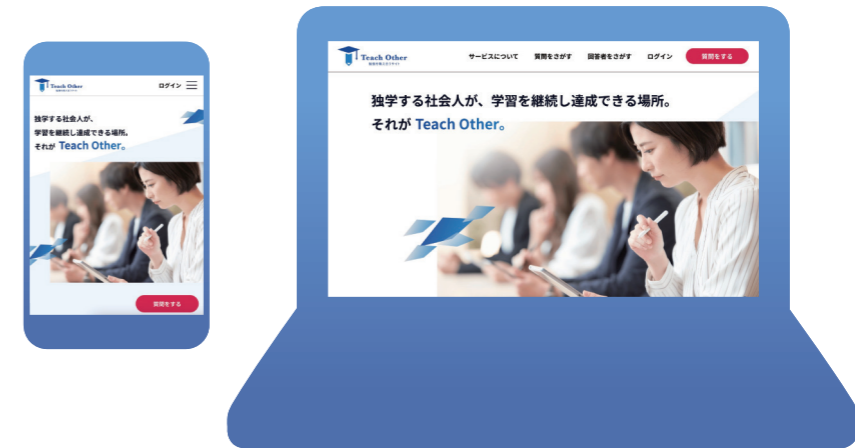 Teach Other
ログイン
独学する社会人が、
学習を継続し達成できる場所。
それが Teach Other。
質問をする
Teach Other
サービスについて 質問をさがす 回答者をさがす ログイン 質問をする
独学する社会人が、学習を継続し達成できる場所。
それが Teach Other。